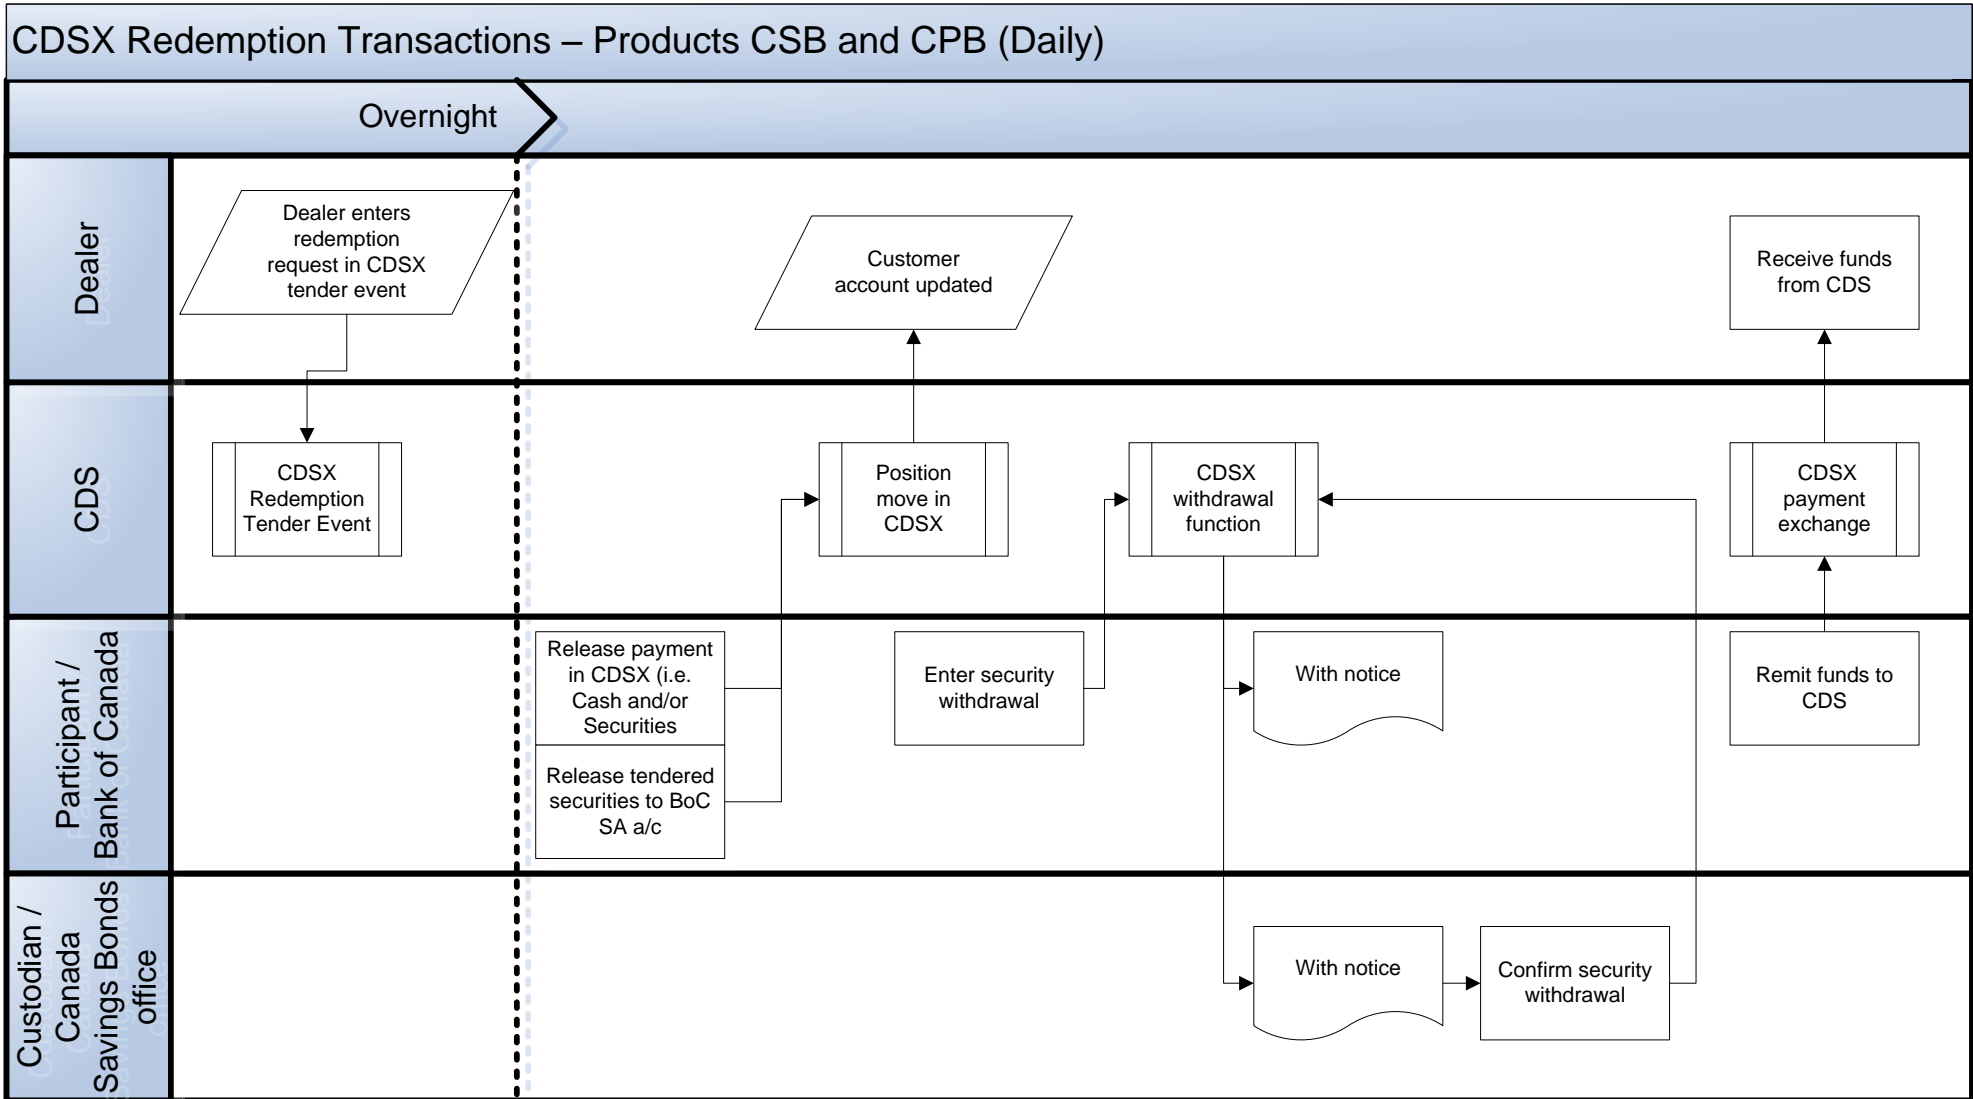 CDSX Redemption Transactions – Products CSB and CPB (Daily)
Overnight
Dealer
Dealer enters
redemption
request in CDSX
tender event
Customer
account updated
Receive funds
from CDS
CDS
CDSX
Redemption
Tender Event
Position
move in
CDSX
CDSX
withdrawal
function
CDSX
payment
exchange
Participant /
Bank of Canada
Release payment
in CDSX (i.e.
Cash and/or
Securities
Release tendered
securities to BoC
SA a/c
Enter security
withdrawal
With notice
Remit funds to
CDS
Custodian /
Canada
Savings Bonds
office
With notice
Confirm security
withdrawal